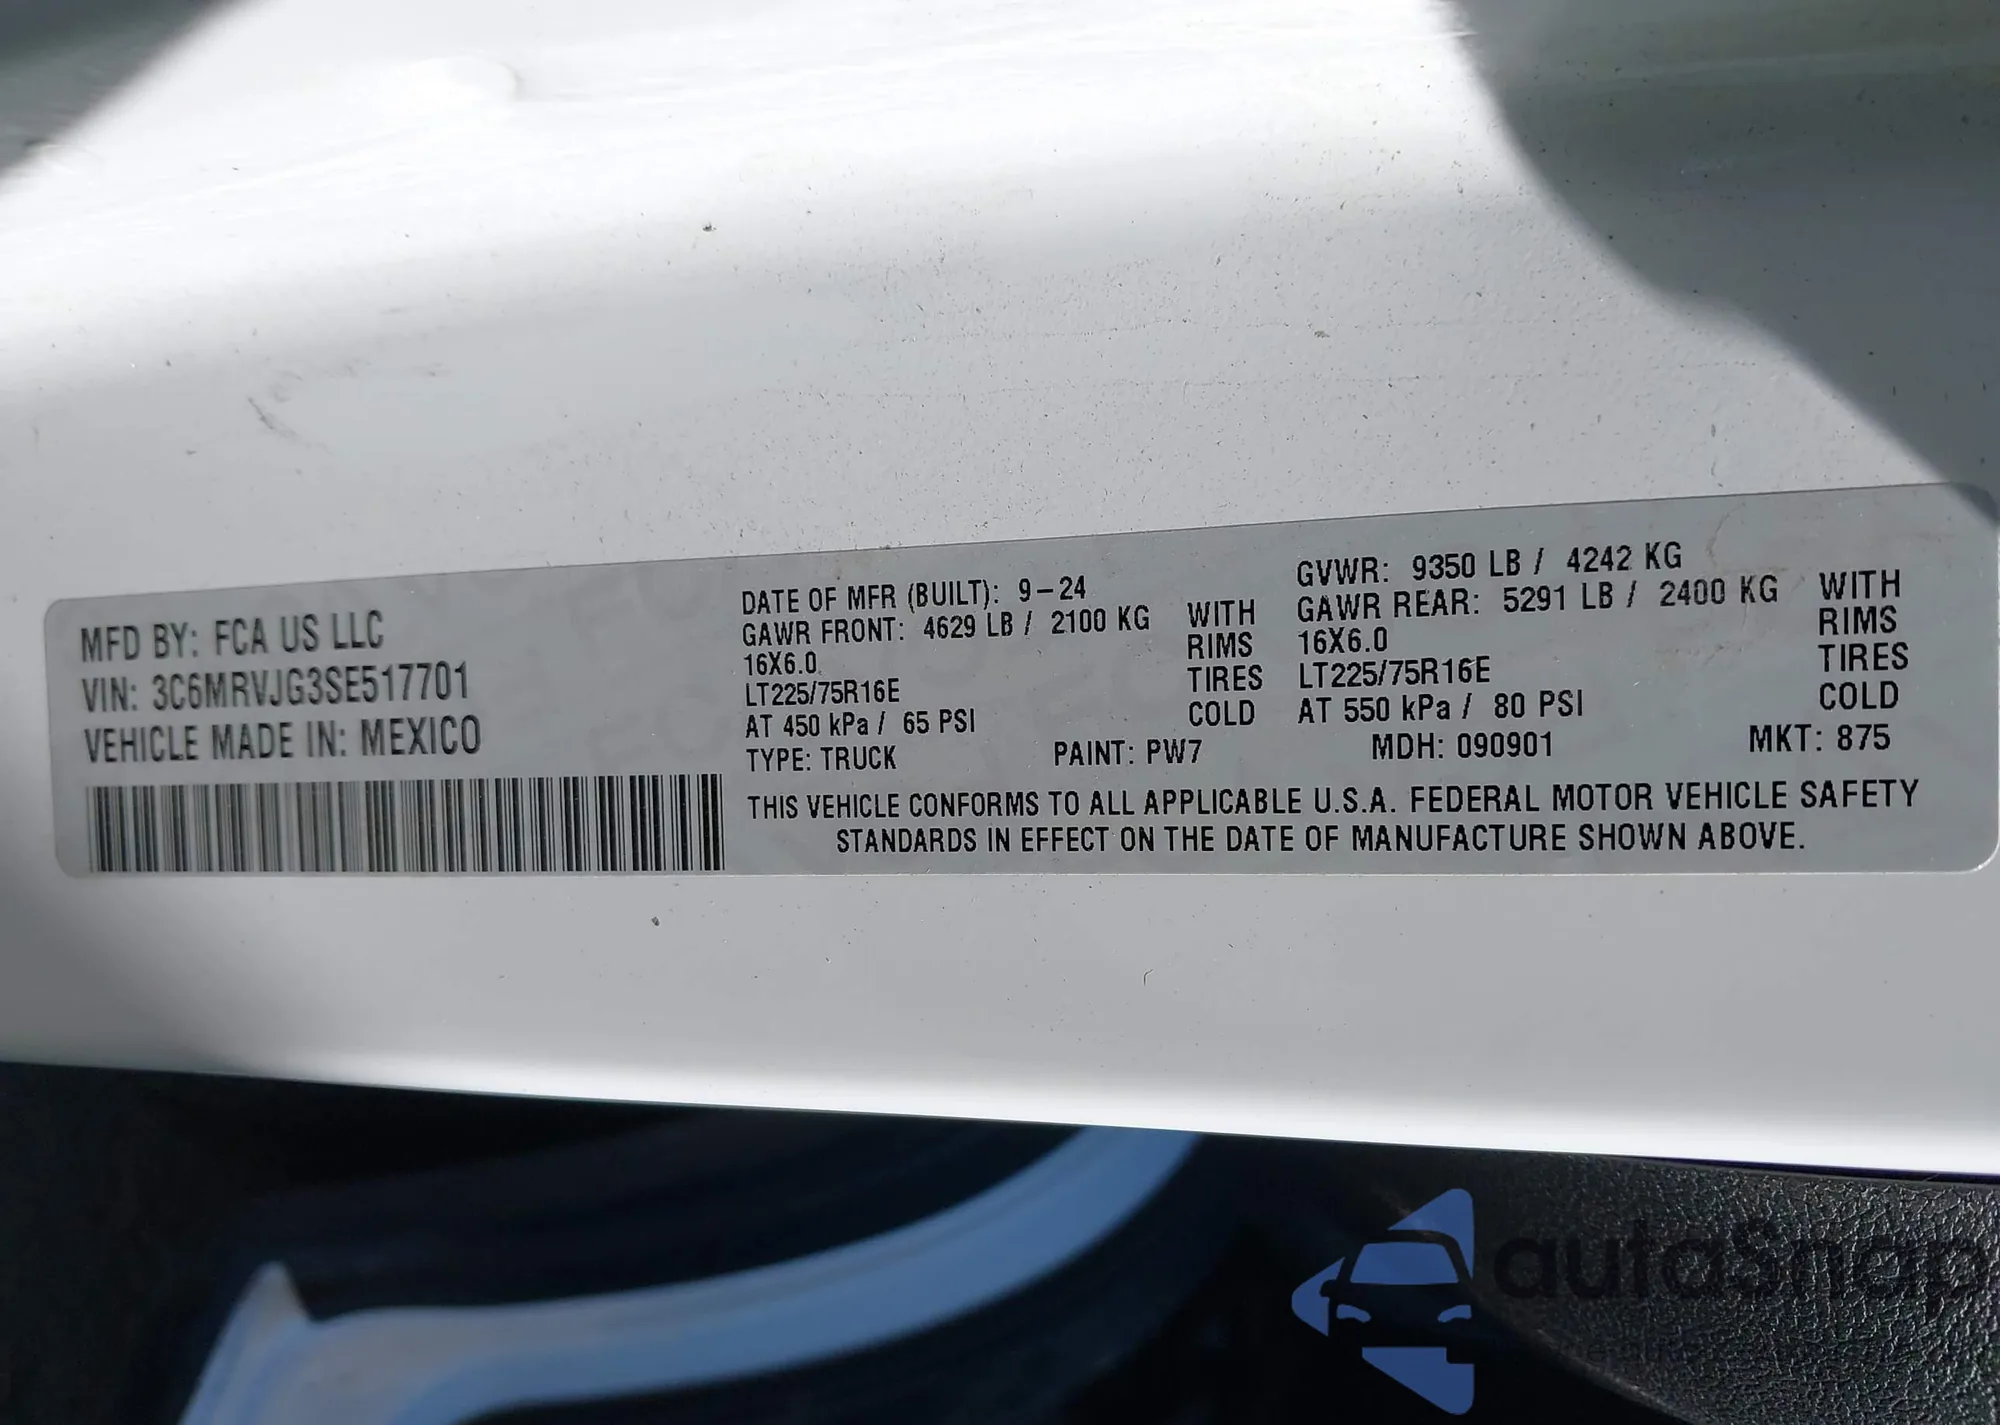 MFD BY: FCA US LLC
VIN: 3C6MRVJG3SE517701
VEHICLE MADE IN: MEXICO
DATE OF MFR (BUILT): 9-24
GAWR FRONT: 4629 LB / 2100 KG WITH
16X6.0 RIMS
LT225/75R16E TIRES
AT 450 kPa / 65 PSI COLD
TYPE: TRUCK
GVWR: 9350 LB / 4242 KG
GAWR REAR: 5291 LB / 2400 KG WITH
16X6.0 RIMS
LT225/75R16E TIRES
AT 550 kPa / 80 PSI COLD
PAINT: PW7 MDH: 090901 MKT: 875
THIS VEHICLE CONFORMS TO ALL APPLICABLE U.S.A. FEDERAL MOTOR VEHICLE SAFETY
STANDARDS IN EFFECT ON THE DATE OF MANUFACTURE SHOWN ABOVE.
autosnap